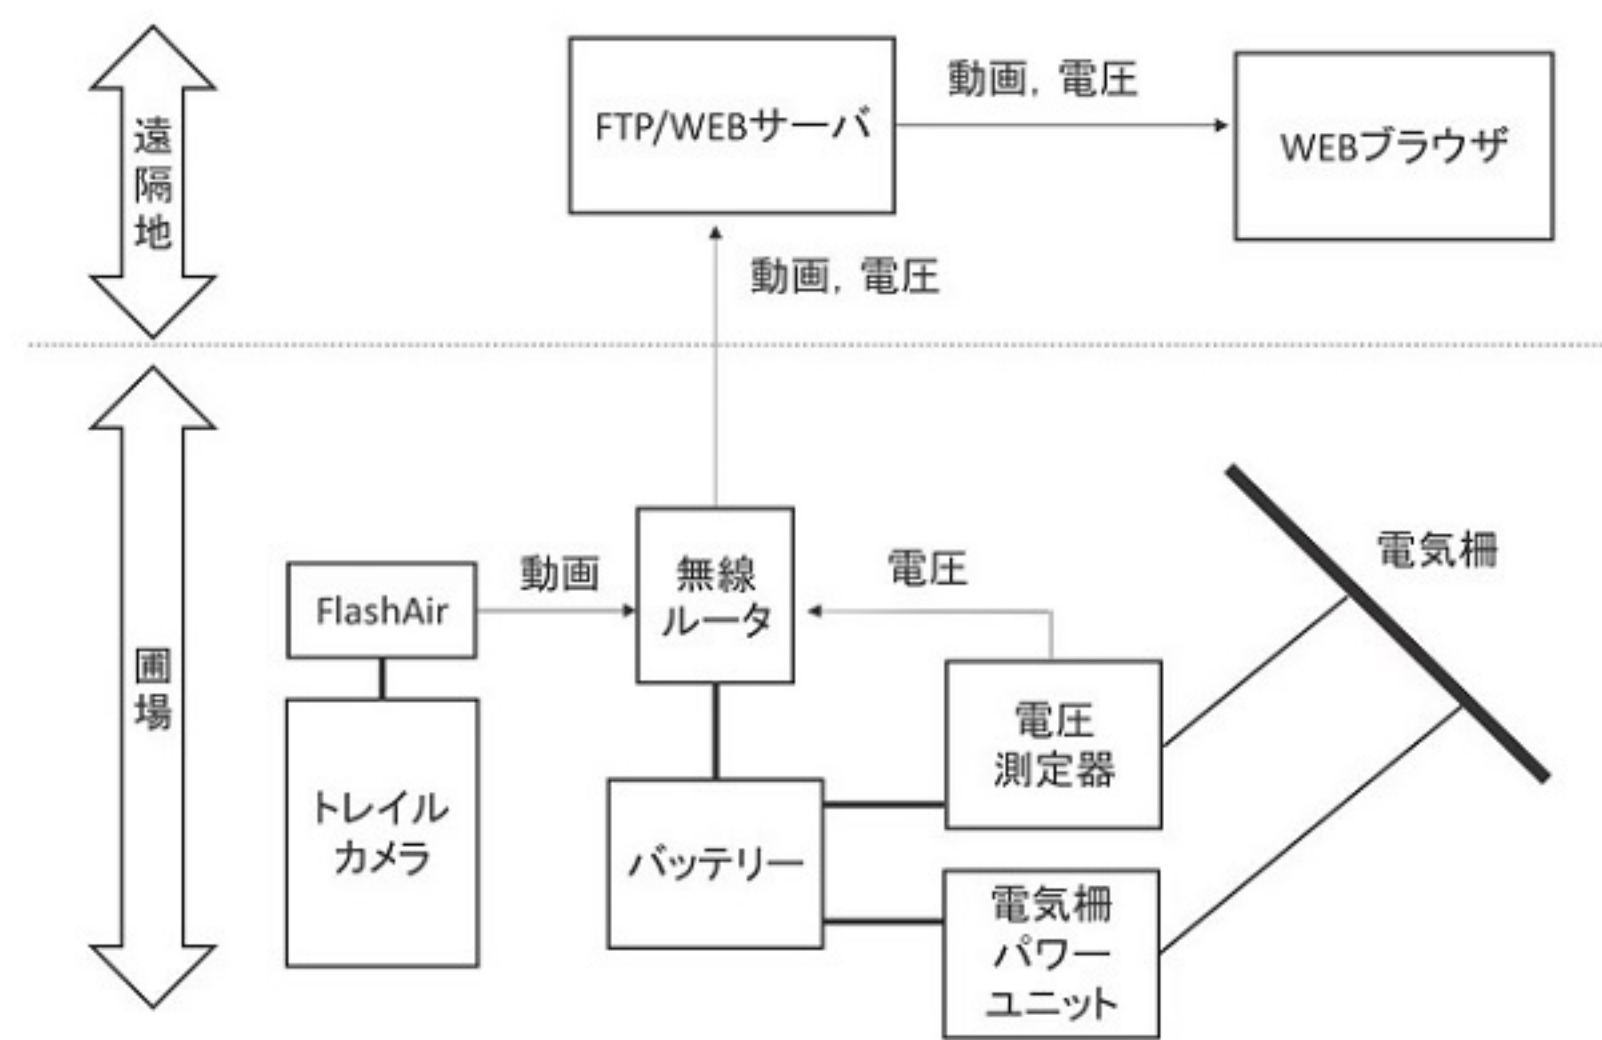 遠隔地
FTP/WEBサーバ
動画, 電圧
WEBブラウザ
動画, 電圧
圃場
FlashAir
動画
無線
ルータ
電圧
電気柵
トレイル
カメラ
バッテリー
電圧
測定器
電気柵
パワー
ユニット